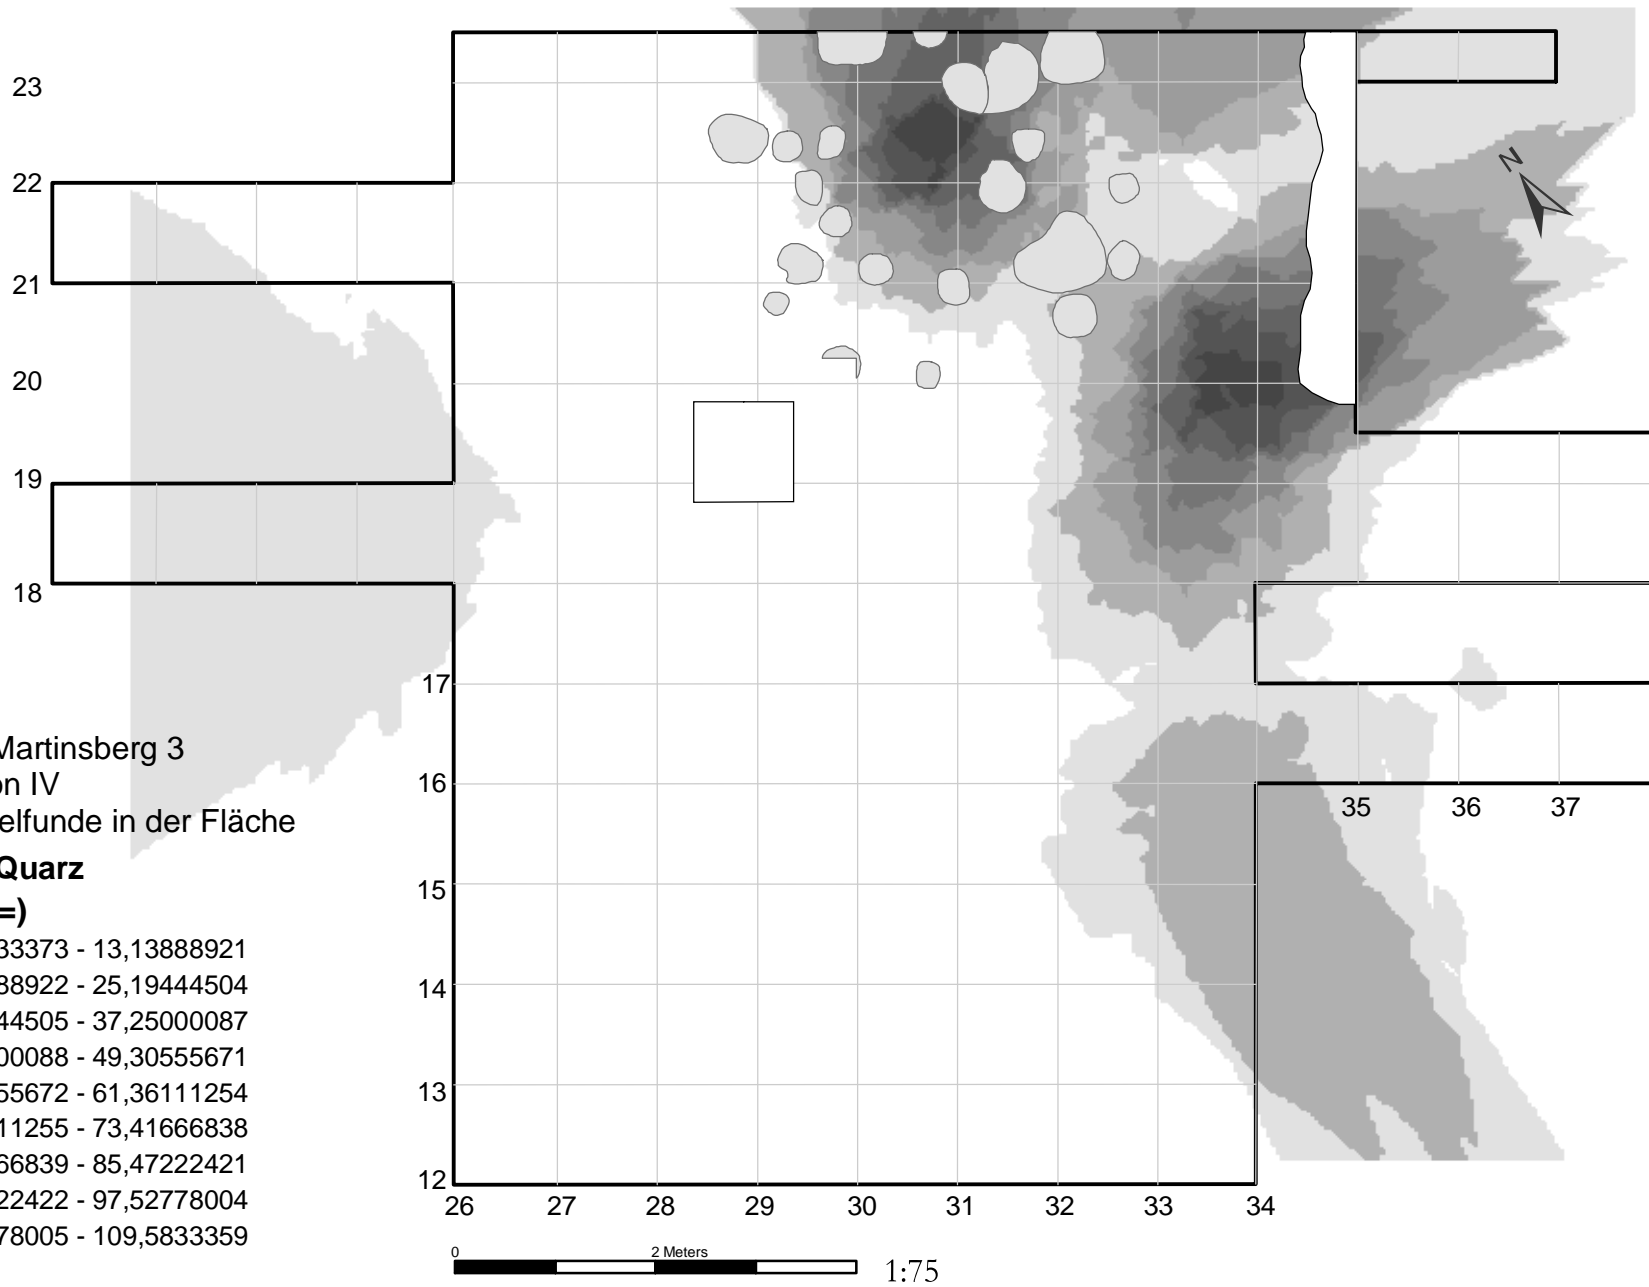 23
22
21
20
19
18
17
16
15
14
13
12
N
Martinsberg 3
on IV
elfunde in der Fläche
Quarz
=)
33373 - 13,13888921
38922 - 25,19444504
44505 - 37,25000087
00088 - 49,30555671
55672 - 61,36111254
11255 - 73,41666838
66839 - 85,47222421
22422 - 97,52778004
78005 - 109,5833359
35 36 37
26 27 28 29 30 31 32 33 34
0 2 Meters
1:75